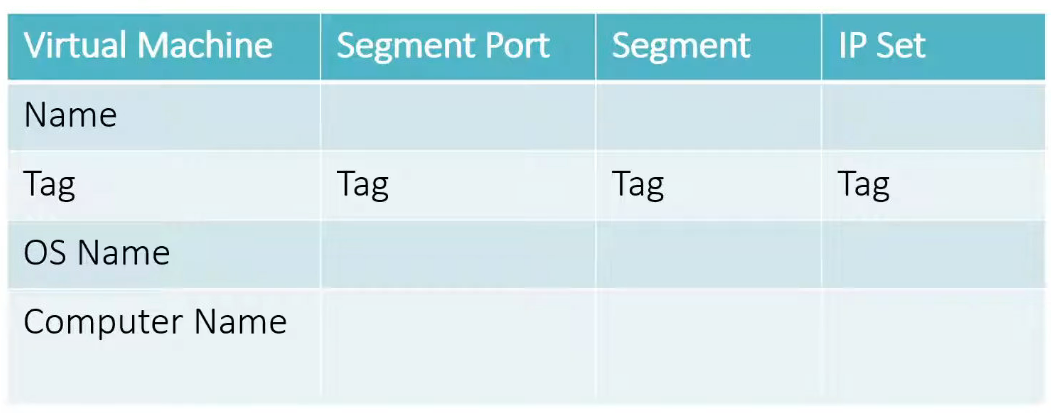 Virtual Machine Segment Port Segment IP Set
Name
Tag Tag Tag Tag
OS Name
Computer Name